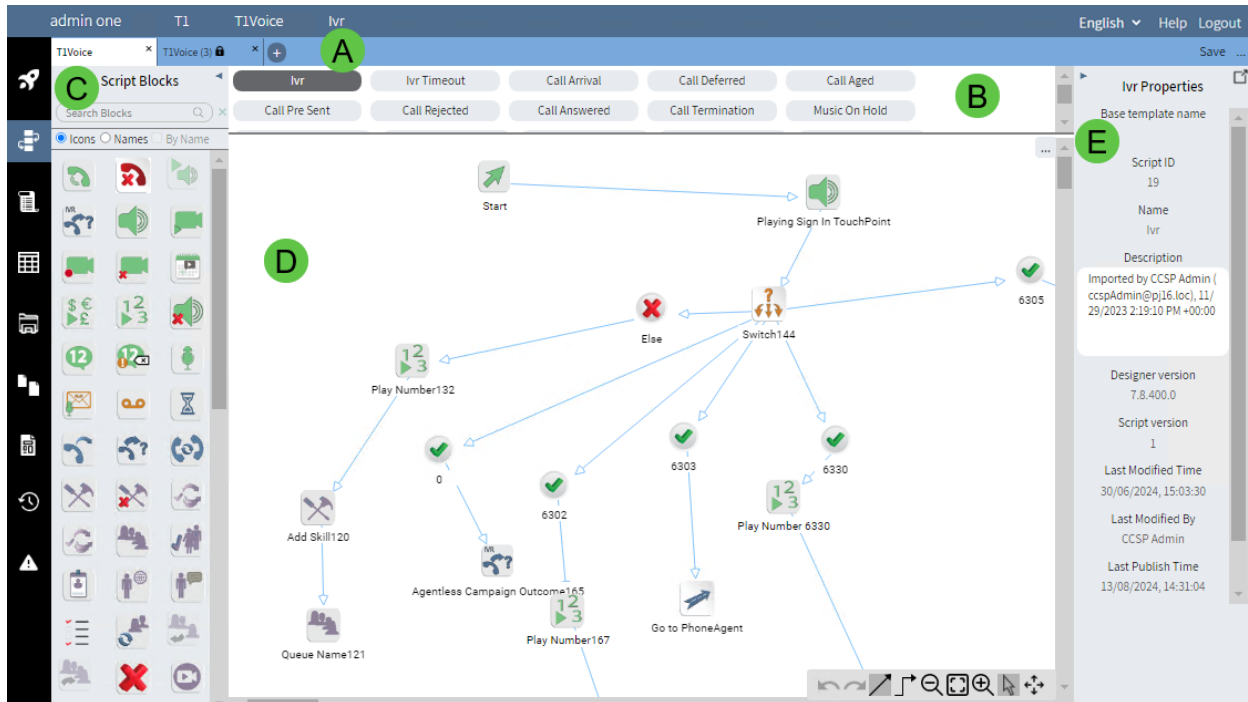 admin one T1 T1Voice Ivr English Help Logout
T1Voice × T1Voice (3) × + A Save ...
C Script Blocks
Search Blocks
Icons Names By Name
Ivr Ivr Timeout Call Arrival Call Deferred Call Aged
Call Pre Sent Call Rejected Call Answered Call Termination Music On Hold
B
...
D
Start
Playing Sign In TouchPoint
6305
Switch144
Else
Play Number132
0
6302
6303
6330
Play Number 6330
Add Skill120
IVR
Agentless Campaign Outcome165
Play Number167
Go to PhoneAgent
Queue Name121
E
Ivr Properties
Base template name
Script ID
19
Name
Ivr
Description
Imported by CCSP Admin (
ccspAdmin@pj16.loc), 11/
29/2023 2:19:10 PM +00:00
Designer version
7.8.400.0
Script version
1
Last Modified Time
30/06/2024, 15:03:30
Last Modified By
CCSP Admin
Last Publish Time
13/08/2024, 14:31:04